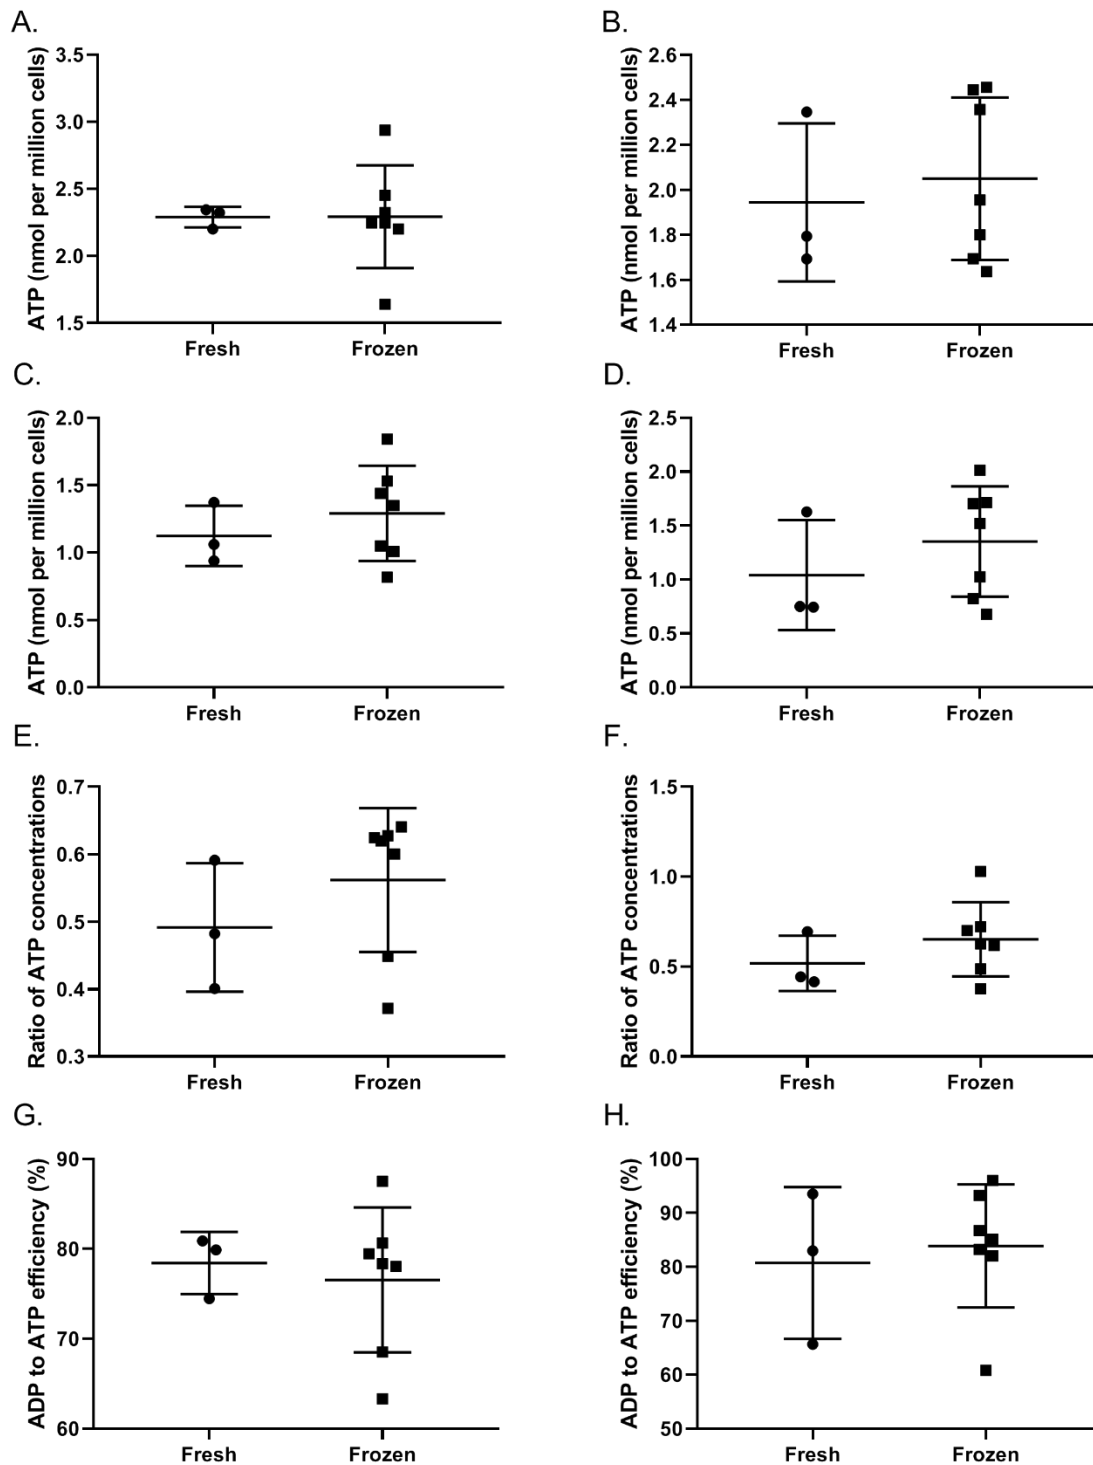 A.
ATP (nmol per million cells)
3.5
3.0
2.5
2.0
1.5
Fresh
Frozen
B.
ATP (nmol per million cells)
2.6
2.4
2.2
2.0
1.8
1.6
1.4
Fresh
Frozen
C.
ATP (nmol per million cells)
2.0
1.5
1.0
0.5
0.0
Fresh
Frozen
D.
ATP (nmol per million cells)
2.5
2.0
1.5
1.0
0.5
0.0
Fresh
Frozen
E.
Ratio of ATP concentrations
0.7
0.6
0.5
0.4
0.3
Fresh
Frozen
F.
Ratio of ATP concentrations
1.5
1.0
0.5
0.0
Fresh
Frozen
G.
ADP to ATP efficiency (%)
90
80
70
60
Fresh
Frozen
H.
ADP to ATP efficiency (%)
100
90
80
70
60
50
Fresh
Frozen